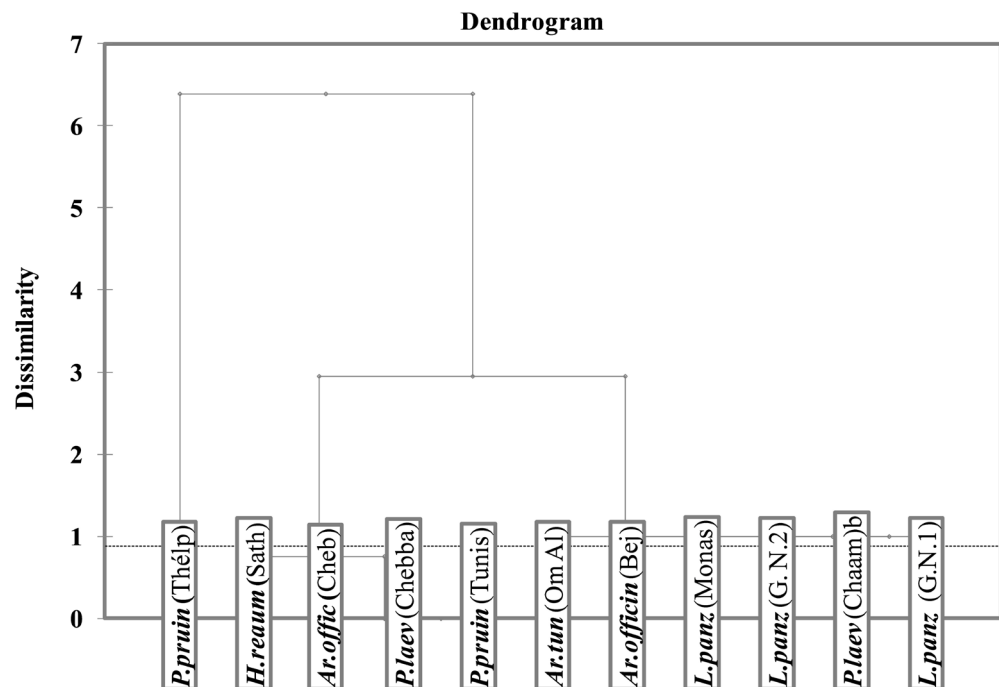 Dendrogram
Dissimilarity
7
6
5
4
3
2
1
0
P.pruin (Thélp)
H.reaum (Sath)
Ar.offic (Cheb)
P.laev (Chebba)
P.pruin (Tunis)
Ar.tun (Om Al)
Ar.officin (Bej)
L.panz (Monas)
L.panz (G. N.2)
P.laev (Chaam)b
L.panz (G.N.1)